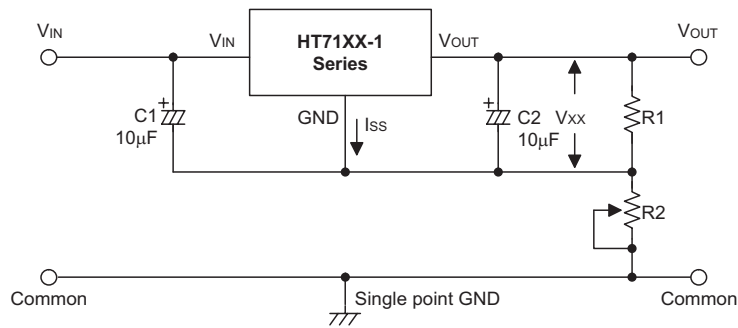 VIN
VIN
HT71XX-1
Series
VOUT
VOUT
C1
10μF
GND
ISS
C2
10μF
VXX
R1
R2
Common
Single point GND
Common